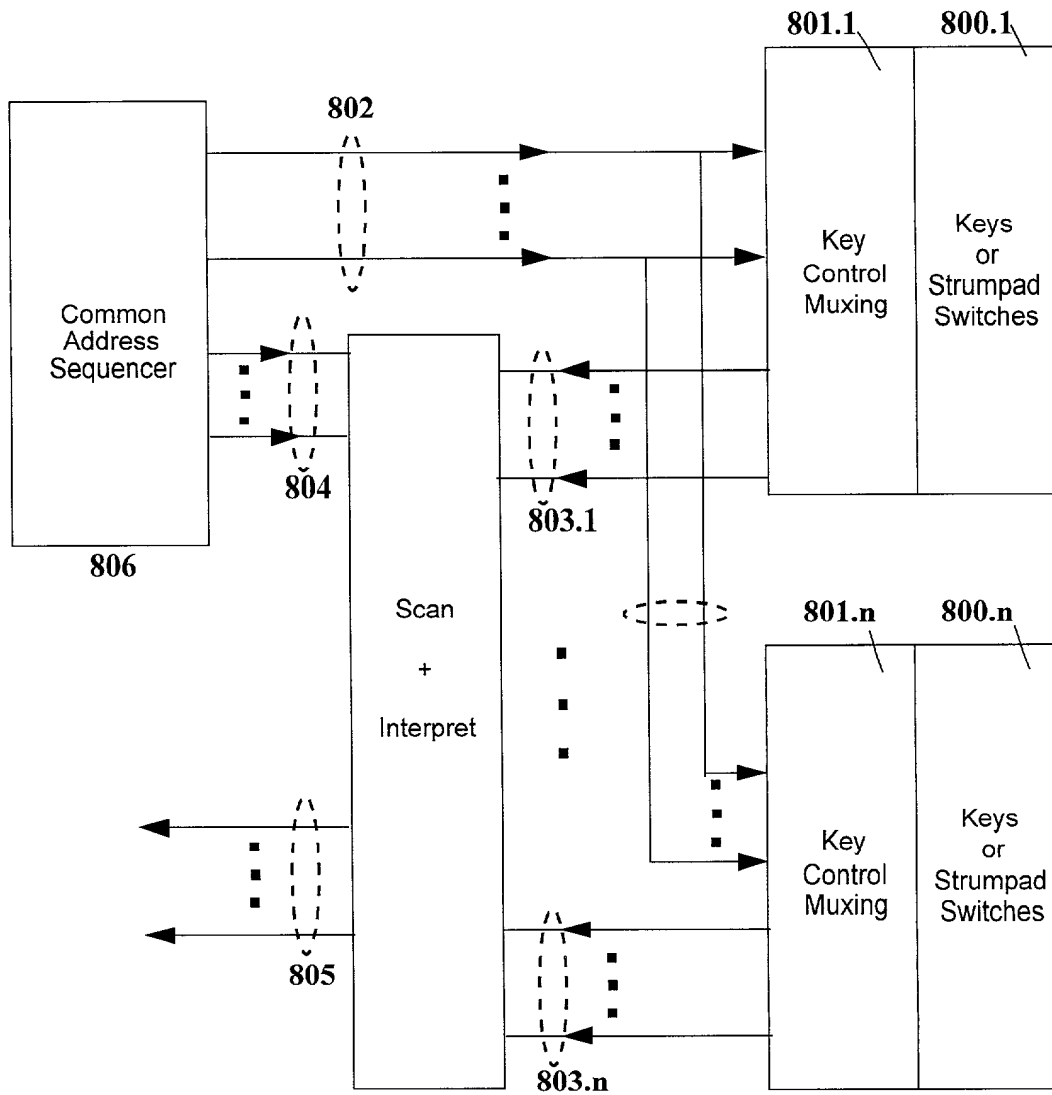 801.1
800.1
802
Common
Address
Sequencer
Key
Control
Muxing
Keys
or
Strumpad
Switches
804
803.1
806
Scan
+
Interpret
801.n
800.n
Key
Control
Muxing
Keys
or
Strumpad
Switches
805
803.n